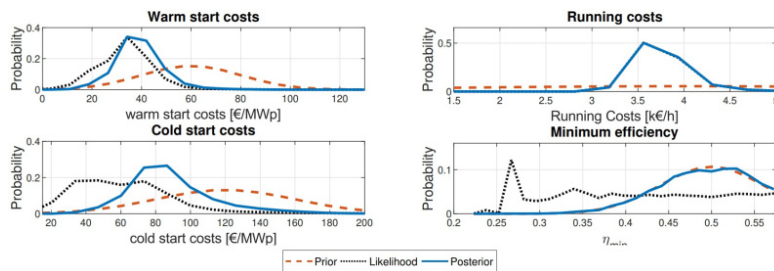 Warm start costs
Probability
0.4
0.2
0
0 20 40 60 80 100 120
warm start costs [€/MWp]
Running costs
Probability
0.5
0
1.5 2 2.5 3 3.5 4 4.5 5
Running Costs [k€/h]
Cold start costs
Probability
0.4
0.2
0
20 40 60 80 100 120 140 160 180 200
cold start costs [€/MWp]
Minimum efficiency
Probability
0.1
0
0.2 0.25 0.3 0.35 0.4 0.45 0.5 0.55
η min
Prior Likelihood Posterior